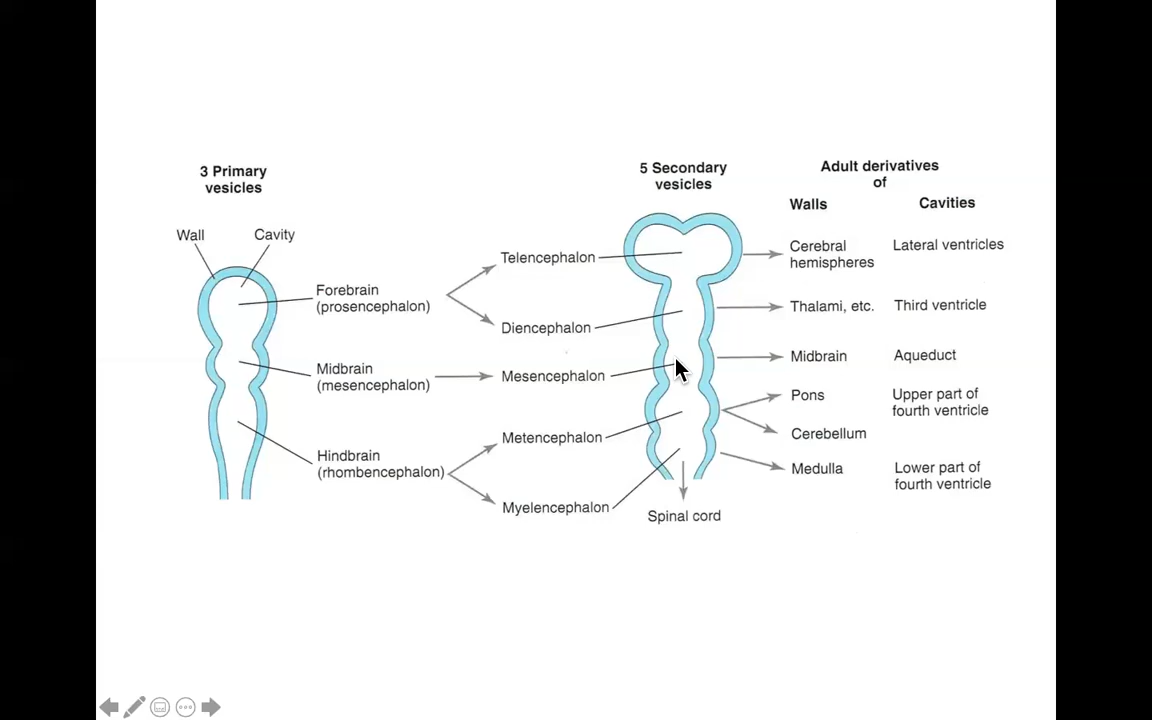 3 Primary
vesicles
Wall
Cavity
Forebrain
(prosencephalon)
Midbrain
(mesencephalon)
Hindbrain
(rhombencephalon)
Telencephalon
Diencephalon
Mesencephalon
Metencephalon
Myelencephalon
5 Secondary
vesicles
Spinal cord
Adult derivatives
of
Walls
Cavities
Cerebral
hemispheres
Lateral ventricles
Thalami, etc.
Third ventricle
Midbrain
Aqueduct
Pons
Upper part of
fourth ventricle
Cerebellum
Medulla
Lower part of
fourth ventricle